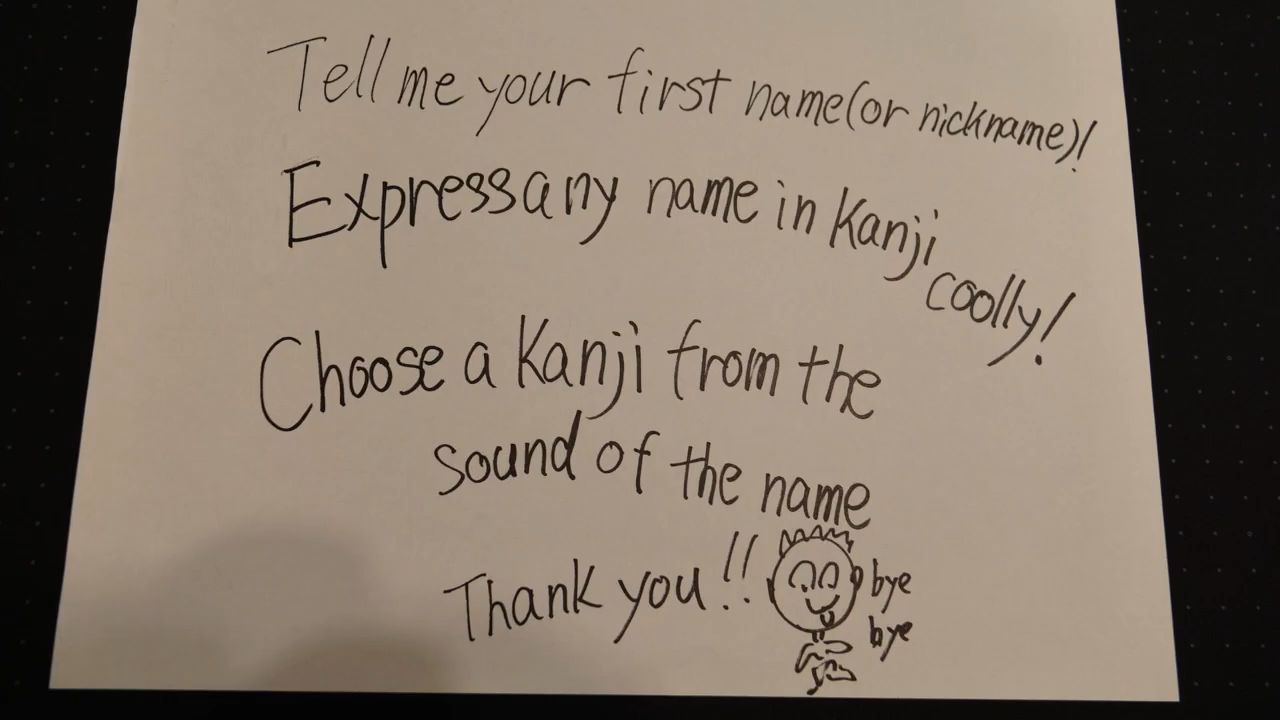 Tell me your first name(or nickname)!
Express any name in Kanji
coolly!
Choose a Kanji from the
sound of the name
Thank you!!
bye
bye